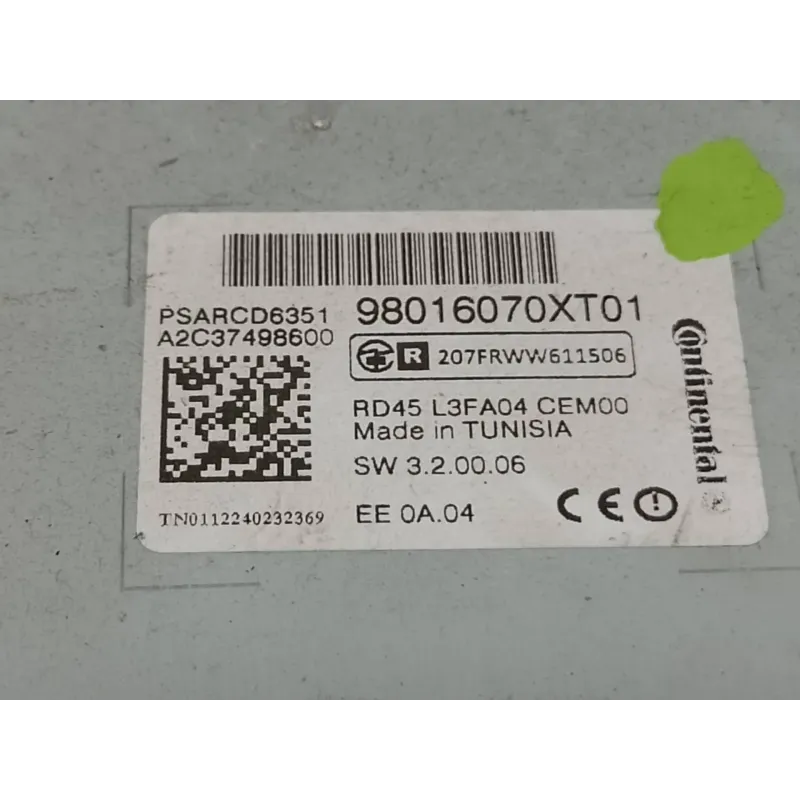 PSARCD6351 98016070XT01
A2C37498600
R 207FRWW611506
RD45 L3FA04 CEM00
Made in TUNISIA
SW 3.2.00.06
TN0112240232369
EE 0A.04
CE
Continental